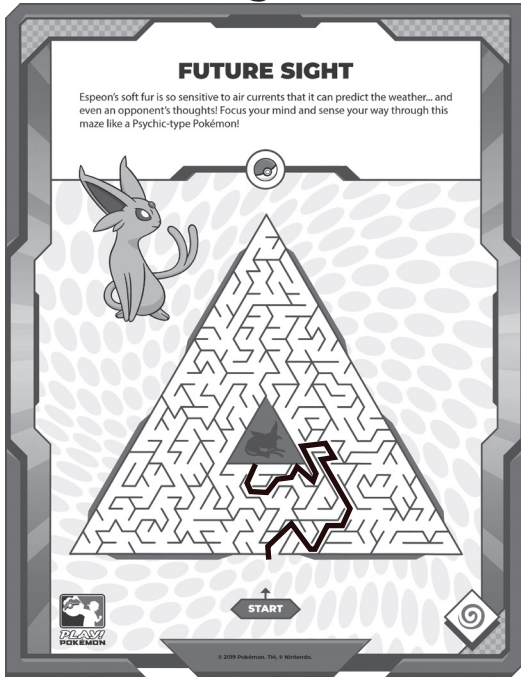 FUTURE SIGHT
Espeon's soft fur is so sensitive to air currents that it can predict the weather... and
even an opponent's thoughts! Focus your mind and sense your way through this
maze like a Psychic-type Pokémon!
START
PLAY!
POKÉMON
© 2019 Pokémon. TM, ® Nintendo.